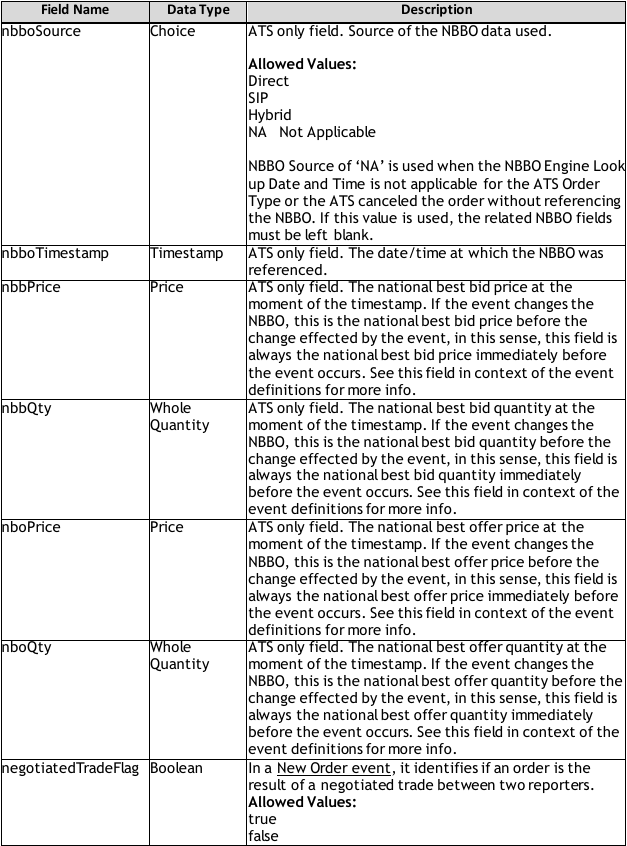 Field Name Data Type Description
nbboSource Choice ATS only field. Source of the NBBO data used.
Allowed Values:
Direct
SIP
Hybrid
NA Not Applicable
NBBO Source of ‘NA’ is used when the NBBO Engine Look
up Date and Time is not applicable for the ATS Order
Type or the ATS canceled the order without referencing
the NBBO. If this value is used, the related NBBO fields
must be left blank.
nbboTimestamp Timestamp ATS only field. The date/time at which the NBBO was
referenced.
nbbPrice Price ATS only field. The national best bid price at the
moment of the timestamp. If the event changes the
NBBO, this is the national best bid price before the
change effected by the event, in this sense, this field is
always the national best bid price immediately before
the event occurs. See this field in context of the event
definitions for more info.
nbbQty Whole ATS only field. The national best bid quantity at the
Quantity moment of the timestamp. If the event changes the
NBBO, this is the national best bid quantity before the
change effected by the event, in this sense, this field is
always the national best bid quantity immediately
before the event occurs. See this field in context of the
event definitions for more info.
nboPrice Price ATS only field. The national best offer price at the
moment of the timestamp. If the event changes the
NBBO, this is the national best offer price before the
change effected by the event, in this sense, this field is
always the national best offer price immediately before
the event occurs. See this field in context of the event
definitions for more info.
nboQty Whole ATS only field. The national best offer quantity at the
Quantity moment of the timestamp. If the event changes the
NBBO, this is the national best offer quantity before the
change effected by the event, in this sense, this field is
always the national best offer quantity immediately
before the event occurs. See this field in context of the
event definitions for more info.
negotiatedTradeFlag Boolean In a New Order event, it identifies if an order is the
result of a negotiated trade between two reporters.
Allowed Values:
true
false